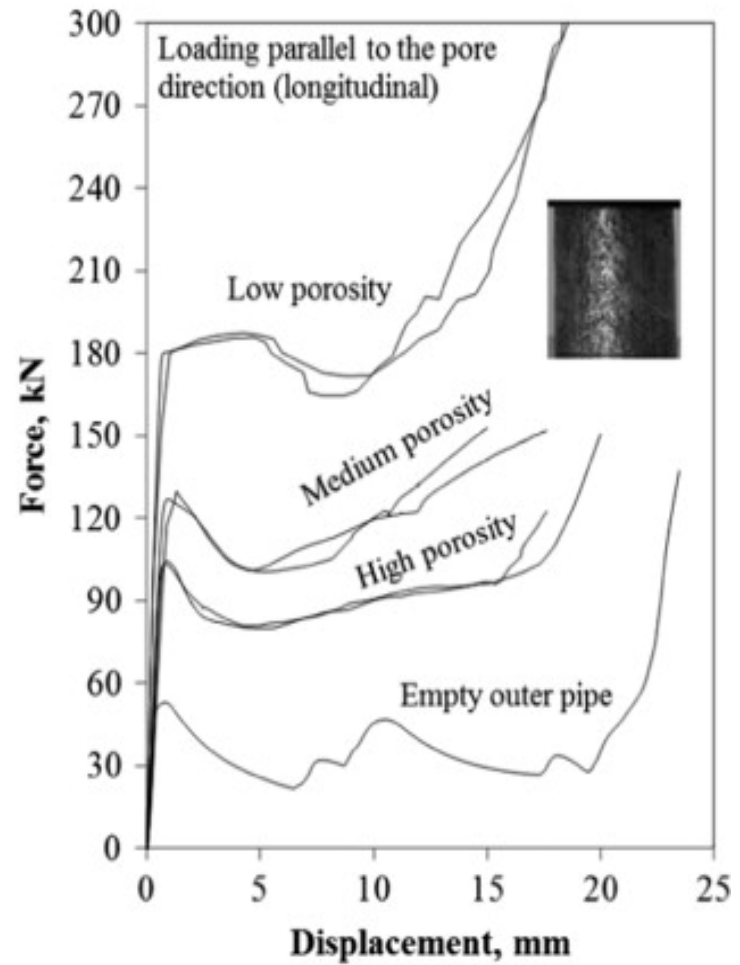 Loading parallel to the pore
direction (longitudinal)
300
270
240
210
180
150
120
90
60
30
0
Force, kN
Low porosity
Medium porosity
High porosity
Empty outer pipe
0 5 10 15 20 25
Displacement, mm